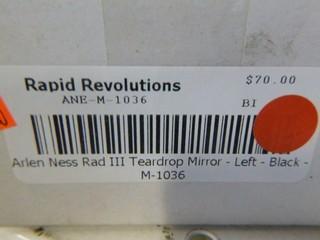 Rapid Revolutions $70.00
ANE-M-1036 BI
Arlen Ness Rad III Teardrop Mirror - Left - Black -
M-1036